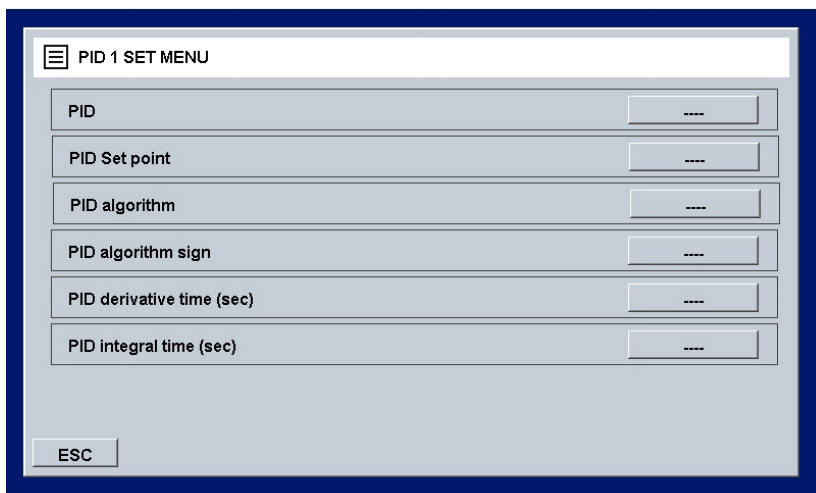 PID 1 SET MENU
PID ----
PID Set point ----
PID algorithm ----
PID algorithm sign ----
PID derivative time (sec) ----
PID integral time (sec) ----
ESC